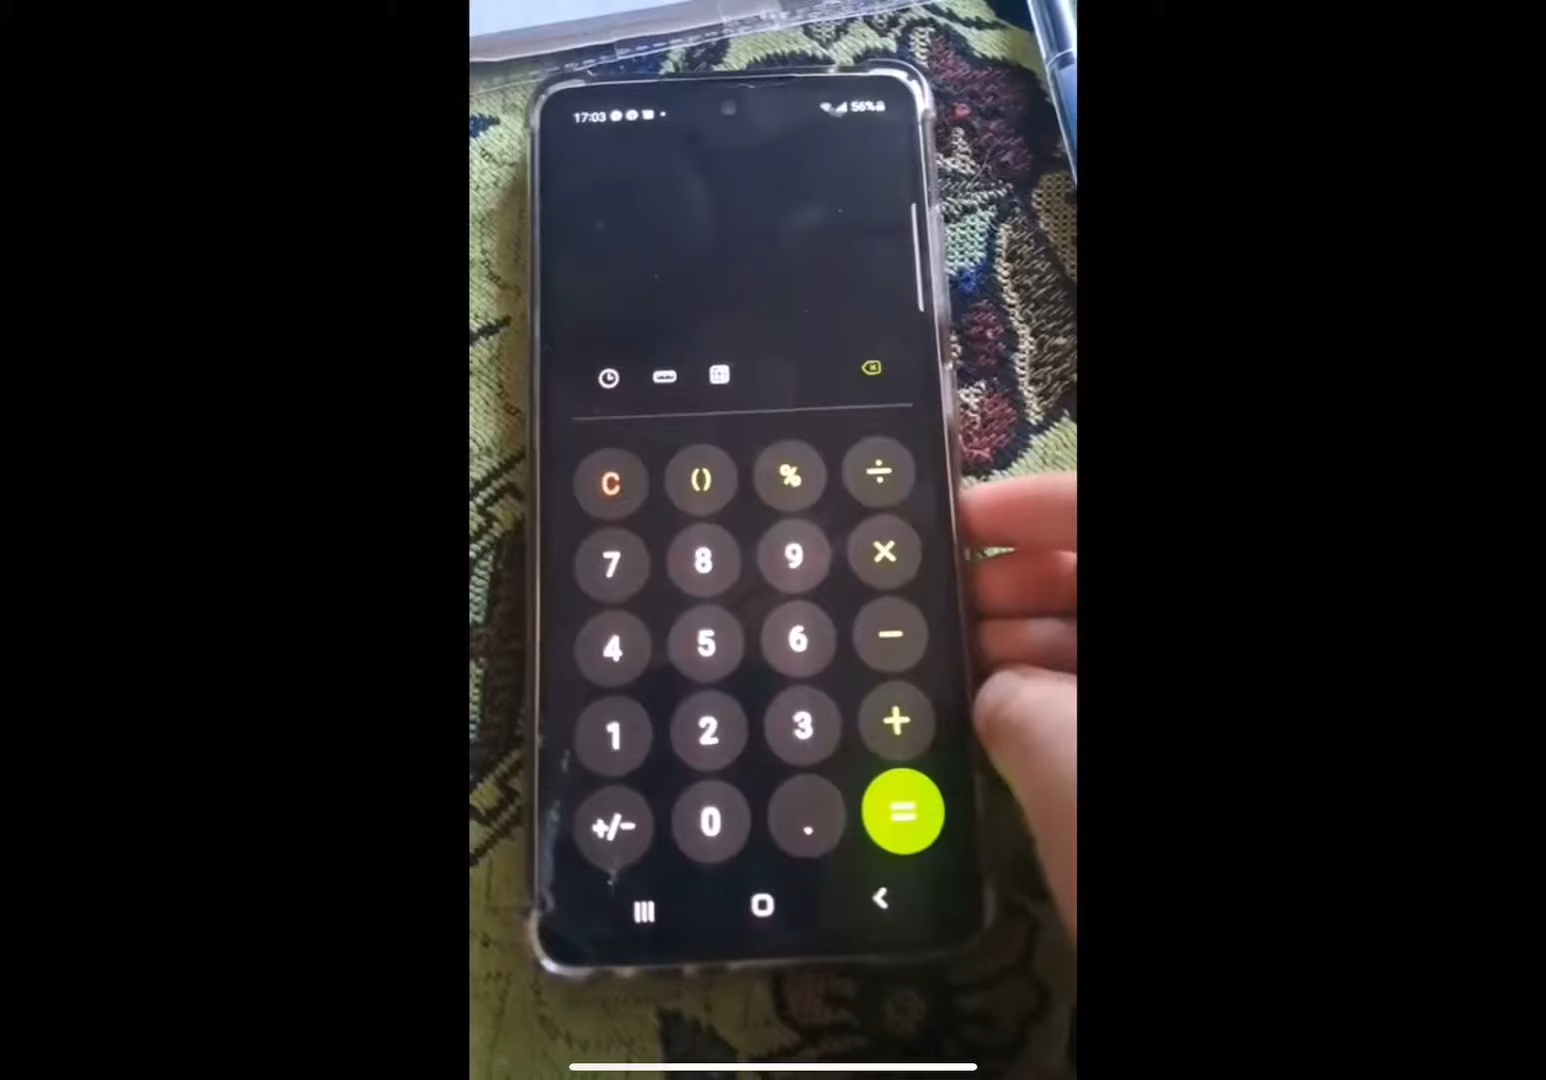 17:03 56%
C () % ÷
7 8 9 ×
4 5 6 −
1 2 3 +
+/− 0 . =